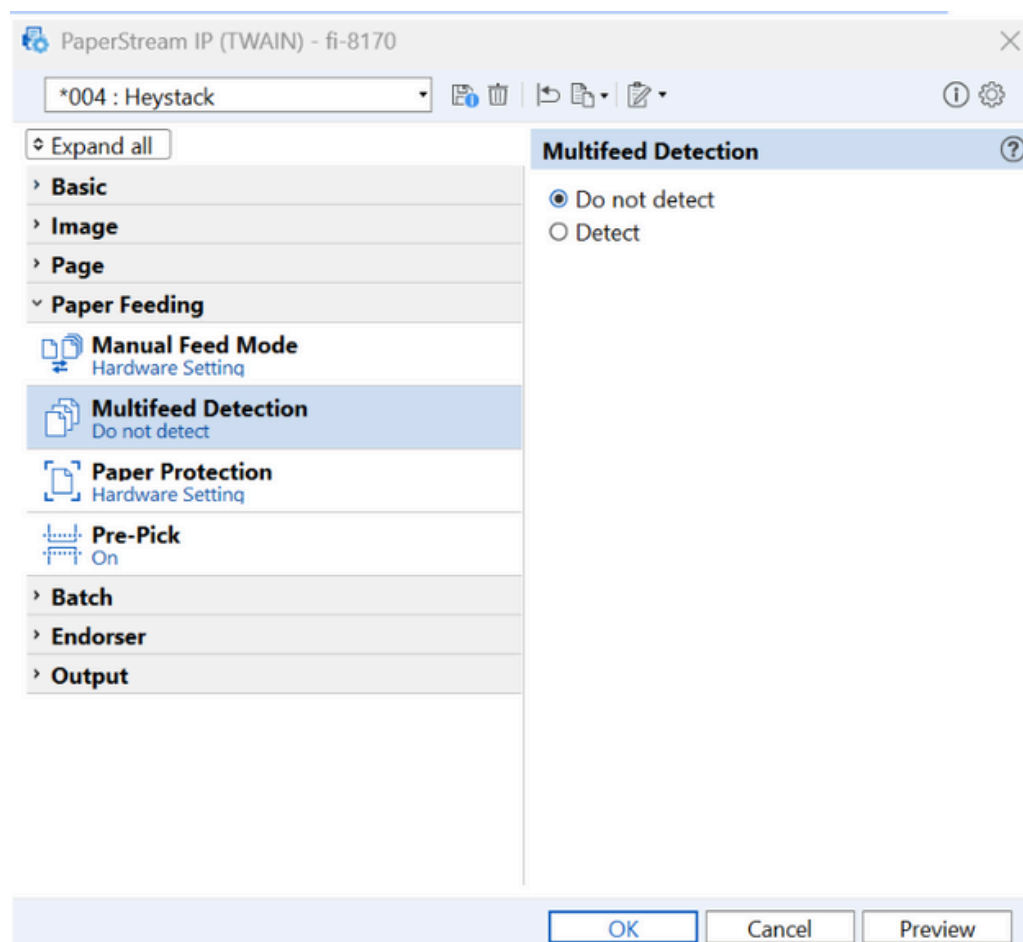 PaperStream IP (TWAIN) - fi-8170
*004 : Heystack
Expand all
Basic
Image
Page
Paper Feeding
Manual Feed Mode
Hardware Setting
Multifeed Detection
Do not detect
Paper Protection
Hardware Setting
Pre-Pick
On
Batch
Endorser
Output
Multifeed Detection
Do not detect
Detect
OK Cancel Preview